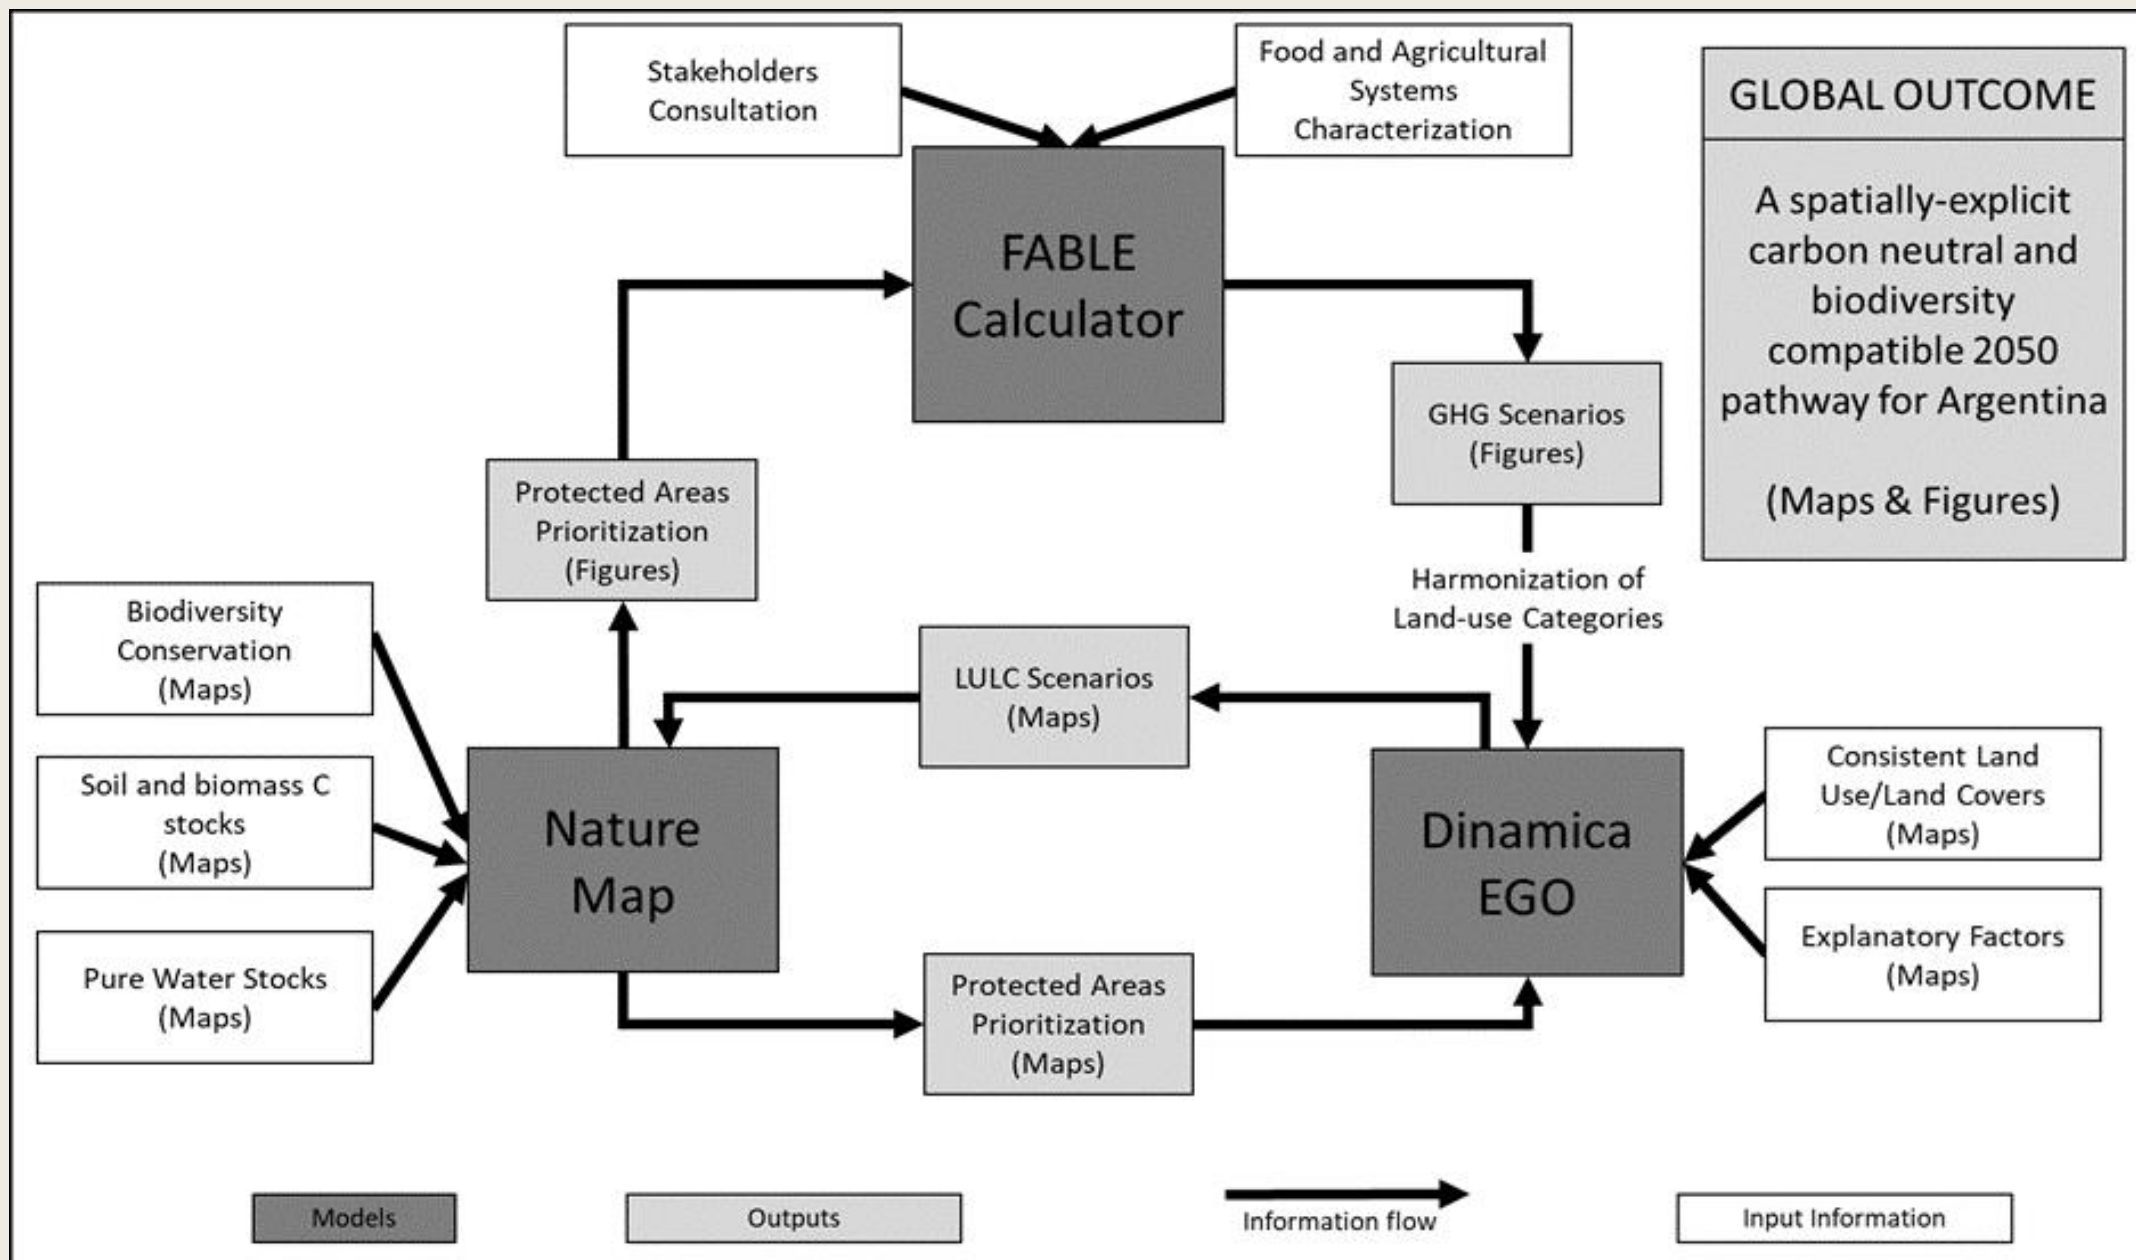 Stakeholders
Consultation
Food and Agricultural
Systems
Characterization
GLOBAL OUTCOME
A spatially-explicit
carbon neutral and
biodiversity
compatible 2050
pathway for Argentina
(Maps & Figures)
FABLE
Calculator
GHG Scenarios
(Figures)
Protected Areas
Prioritization
(Figures)
Harmonization of
Land-use Categories
Biodiversity
Conservation
(Maps)
LULC Scenarios
(Maps)
Soil and biomass C
stocks
(Maps)
Nature
Map
Dinamica
EGO
Consistent Land
Use/Land Covers
(Maps)
Pure Water Stocks
(Maps)
Protected Areas
Prioritization
(Maps)
Explanatory Factors
(Maps)
Models
Outputs
Information flow
Input Information